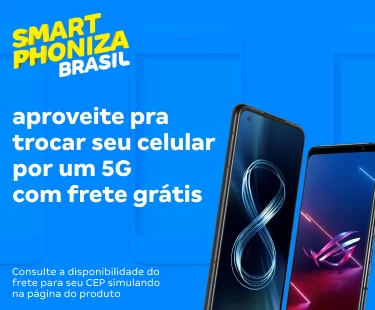 SMART
PHONIZA
BRASIL
aproveite pra
trocar seu celular
por um 5G
com frete grátis
Consulte a disponibilidade do
frete para seu CEP simulando
na página do produto